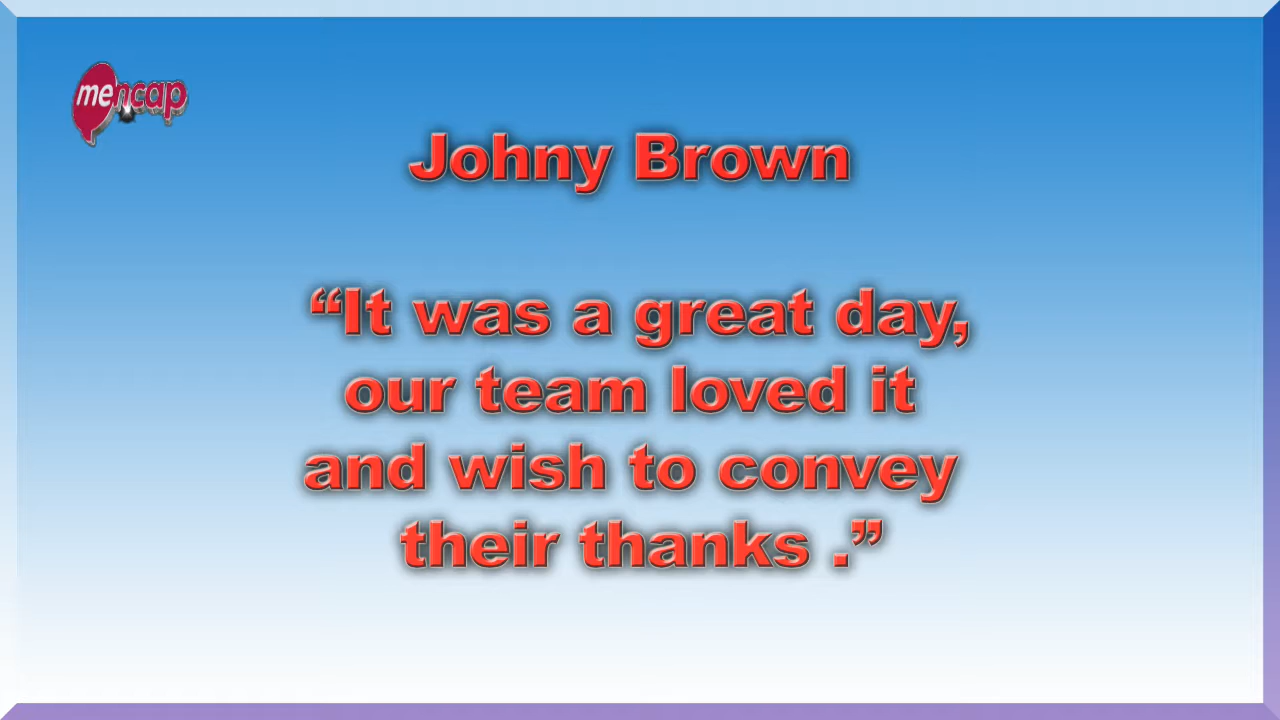 mencap
Johny Brown
“It was a great day,
our team loved it
and wish to convey
their thanks .”